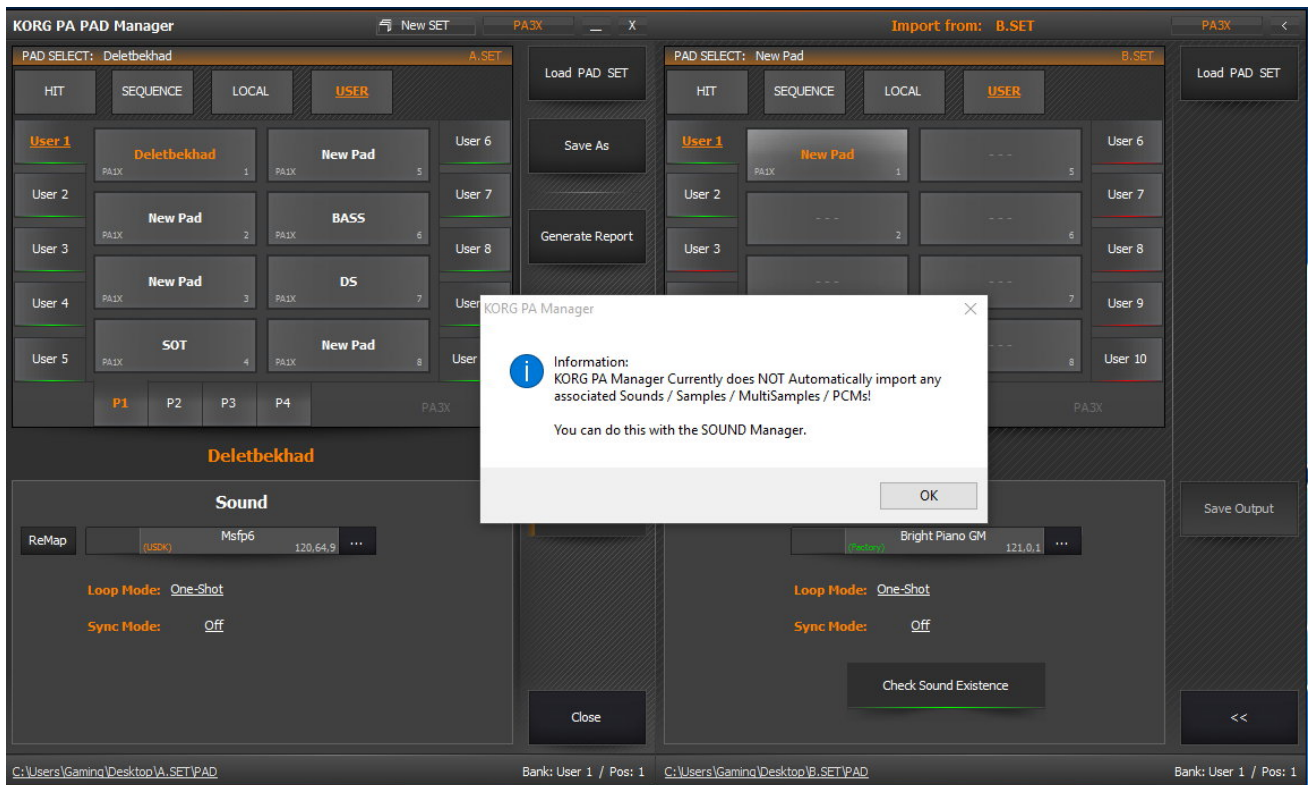 KORG PA PAD Manager
New SET
PA3X
_ X
Import from: B.SET
PA3X
<
PAD SELECT: Deletbekhad
A.SET
HIT
SEQUENCE
LOCAL
USER
User 1
User 2
User 3
User 4
User 5
Deletbekhad
PA1X 1
New Pad
PA1X 5
New Pad
PA1X 2
BASS
PA1X 6
New Pad
PA1X 3
DS
PA1X 7
SOT
PA1X 4
New Pad
PA1X 8
User 6
User 7
User 8
User
User
P1
P2
P3
P4
PA3X
Load PAD SET
Save As
Generate Report
Deletbekhad
Sound
ReMap
Msfp6
(USDK)
120.64.9
...
Loop Mode: One-Shot
Sync Mode: Off
Close
C:\Users\Gaming\Desktop\A.SET\PAD
Bank: User 1 / Pos: 1
PAD SELECT: New Pad
B.SET
HIT
SEQUENCE
LOCAL
USER
User 1
User 2
User 3
New Pad
PA1X 1
- - -
5
- - -
2
- - -
6
- - -
- - -
7
- - -
8
User 6
User 7
User 8
User 9
User 10
PA3X
Load PAD SET
KORG PA Manager
Information:
KORG PA Manager Currently does NOT Automatically import any
associated Sounds / Samples / MultiSamples / PCMs!
You can do this with the SOUND Manager.
OK
Save Output
Bright Piano GM
(Factory)
121.0.1
...
Loop Mode: One-Shot
Sync Mode: Off
Check Sound Existence
<<
C:\Users\Gaming\Desktop\B.SET\PAD
Bank: User 1 / Pos: 1